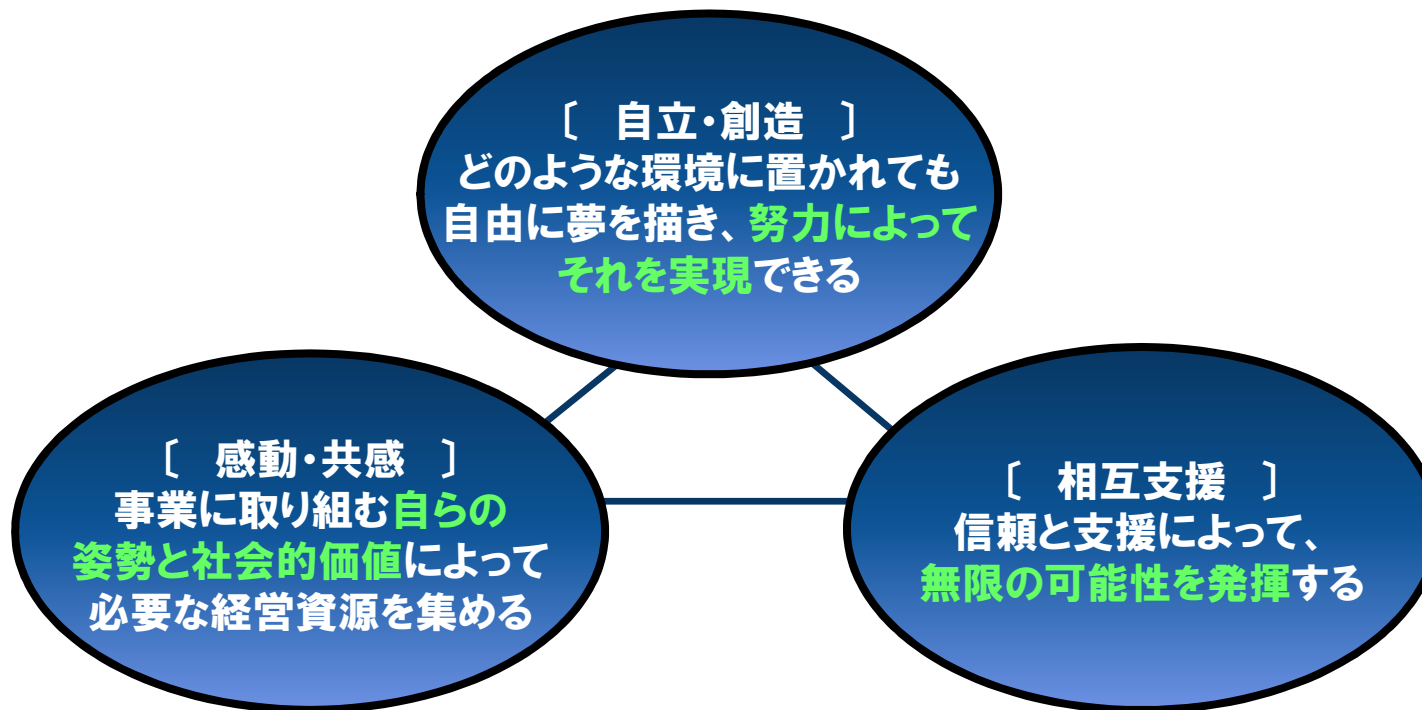 〔　自立・創造　〕
どのような環境に置かれても
自由に夢を描き、努力によって
それを実現できる
〔　感動・共感　〕
事業に取り組む自らの
姿勢と社会的価値によって
必要な経営資源を集める
〔　相互支援　〕
信頼と支援によって、
無限の可能性を発揮する